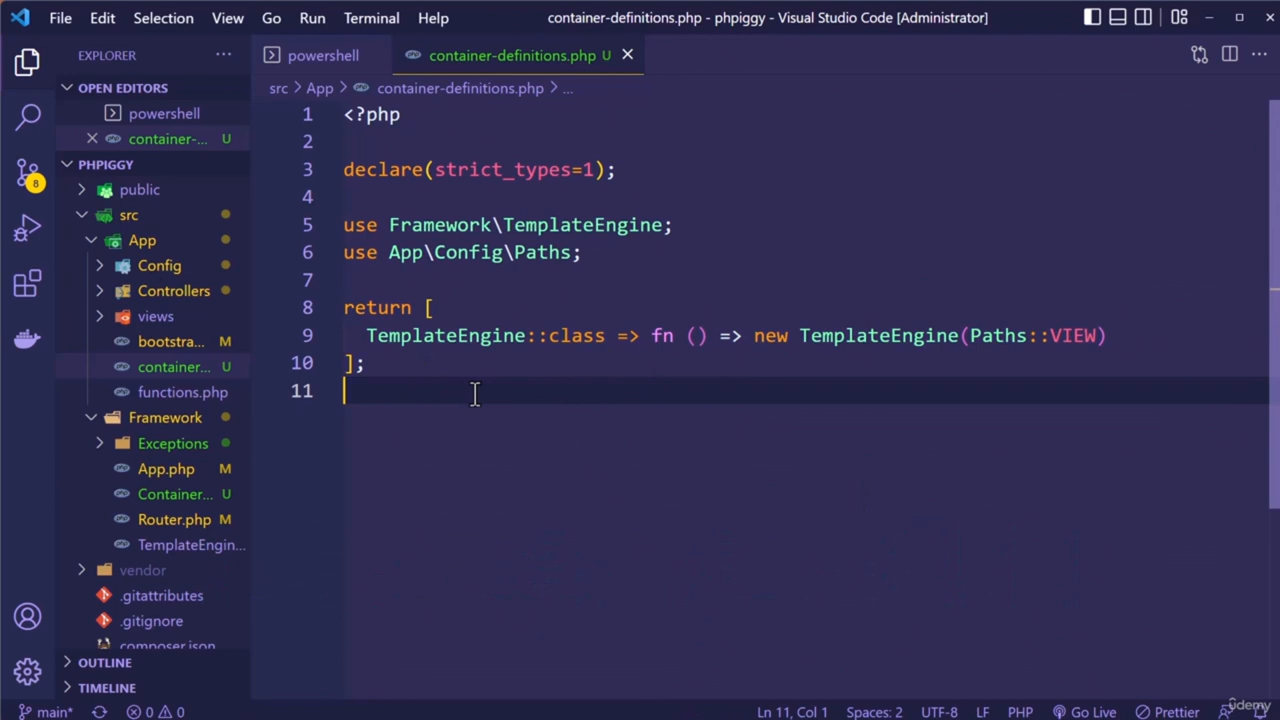 File Edit Selection View Go Run Terminal Help
container-definitions.php - phpiggy - Visual Studio Code [Administrator]
EXPLORER
powershell
container-definitions.php U
OPEN EDITORS
powershell
container-... U
src > App > container-definitions.php > ...
PHPIGGY
public
src
App
Config
Controllers
views
bootstra... M
container... U
functions.php
Framework
Exceptions
App.php M
Container... U
Router.php M
TemplateEngin...
vendor
.gitattributes
.gitignore
composer.json
OUTLINE
TIMELINE
8
1 <?php
2
3 declare(strict_types=1);
4
5 use Framework\TemplateEngine;
6 use App\Config\Paths;
7
8 return [
9 TemplateEngine::class => fn () => new TemplateEngine(Paths::VIEW)
10 ];
11
main* 0 0
Ln 11, Col 1 Spaces: 2 UTF-8 LF PHP Go Live Prettier
ûdemy